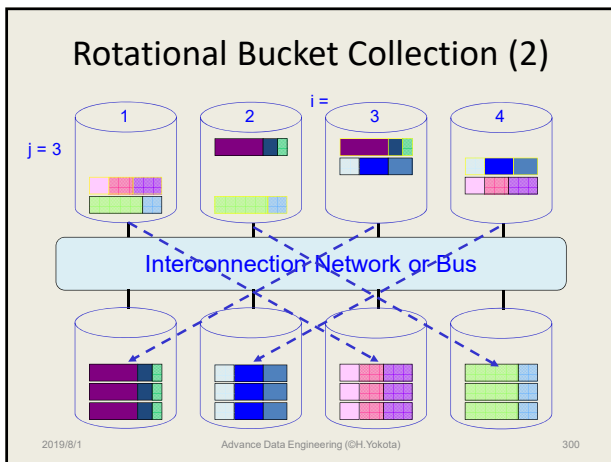 Rotational Bucket Collection (2)
i =
1 2 3 4
j = 3
Interconnection Network or Bus
2019/8/1 Advance Data Engineering (©H.Yokota) 300